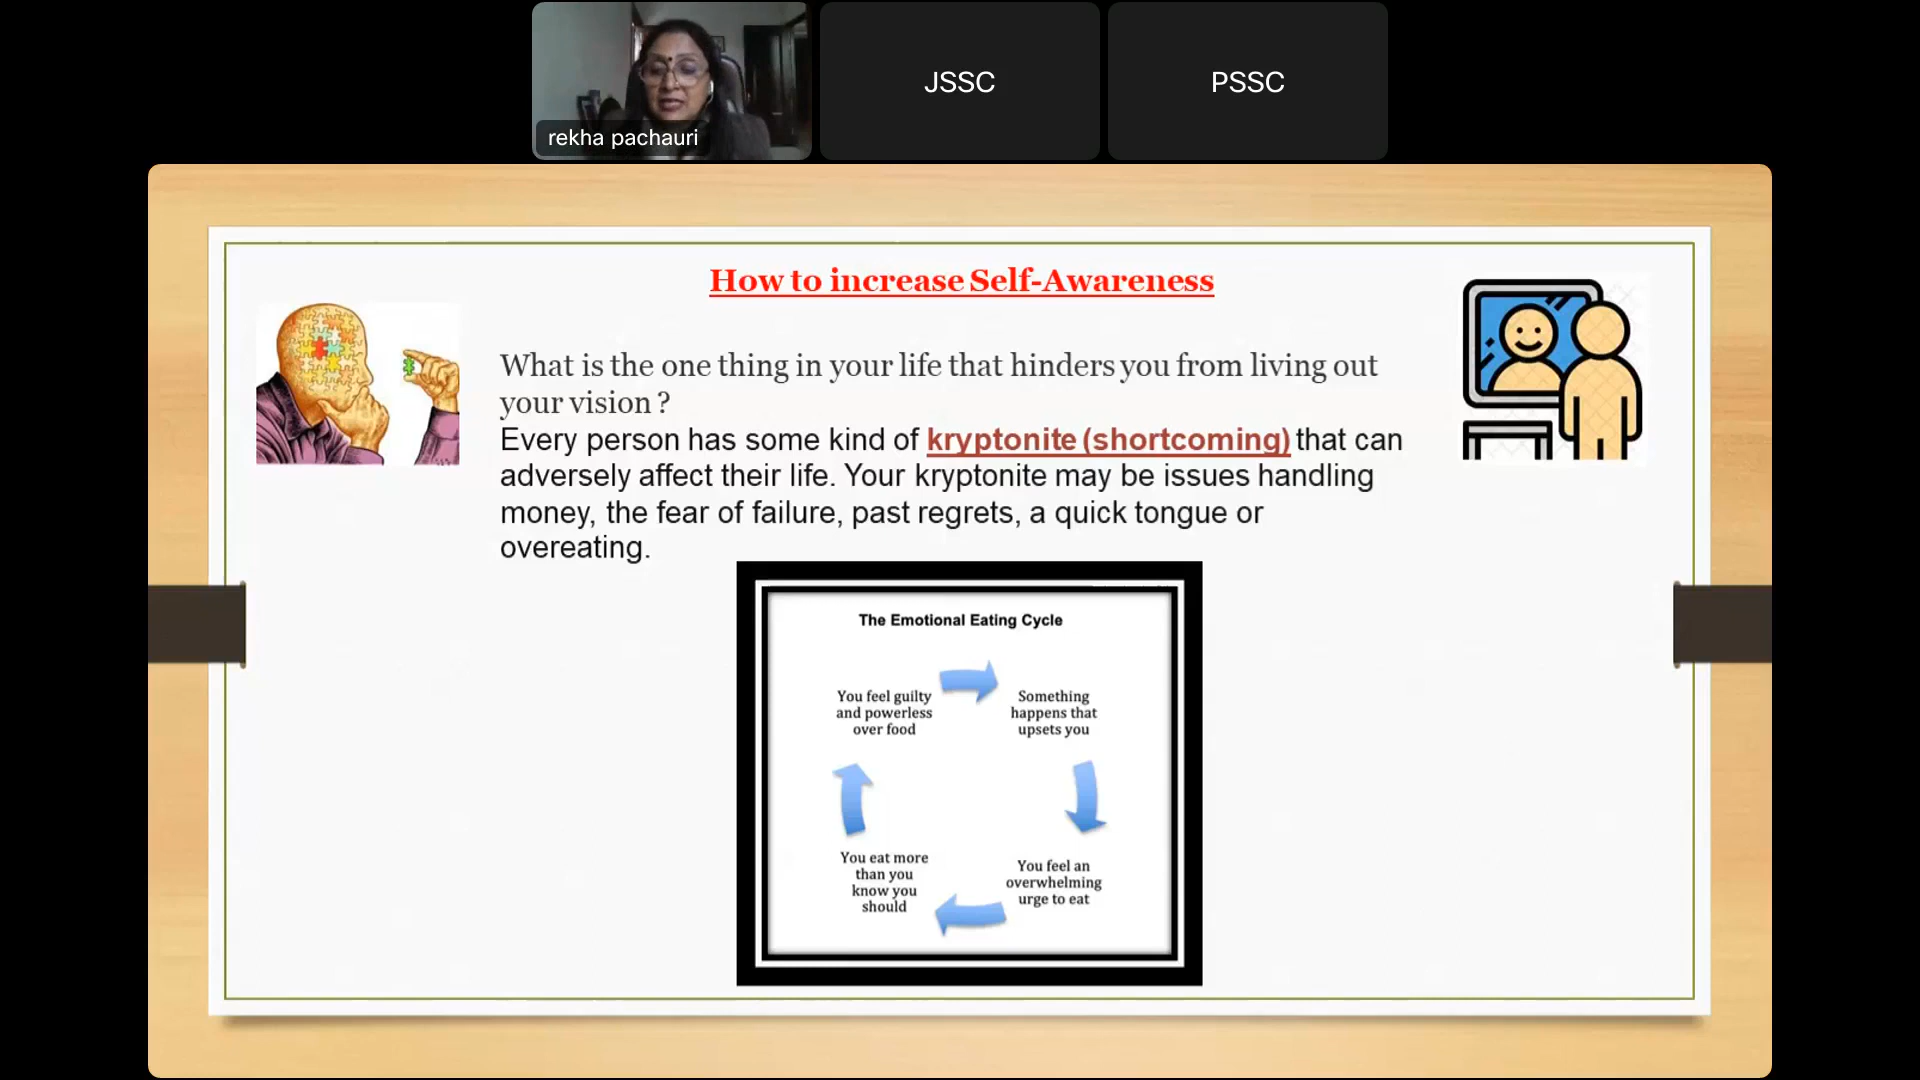 JSSC
PSSC
rekha pachauri
How to increase Self-Awareness
What is the one thing in your life that hinders you from living out
your vision ?
Every person has some kind of kryptonite (shortcoming) that can
adversely affect their life. Your kryptonite may be issues handling
money, the fear of failure, past regrets, a quick tongue or
overeating.
The Emotional Eating Cycle
You feel guilty
and powerless
over food
Something
happens that
upsets you
You feel an
overwhelming
urge to eat
You eat more
than you
know you
should